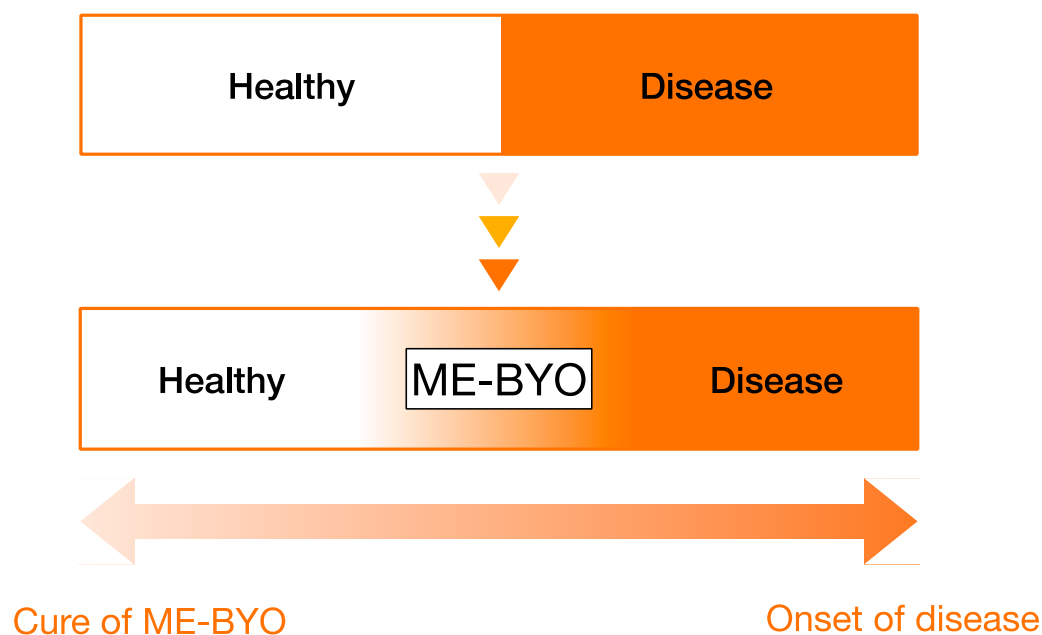 Healthy Disease
Healthy ME-BYO Disease
Cure of ME-BYO Onset of disease